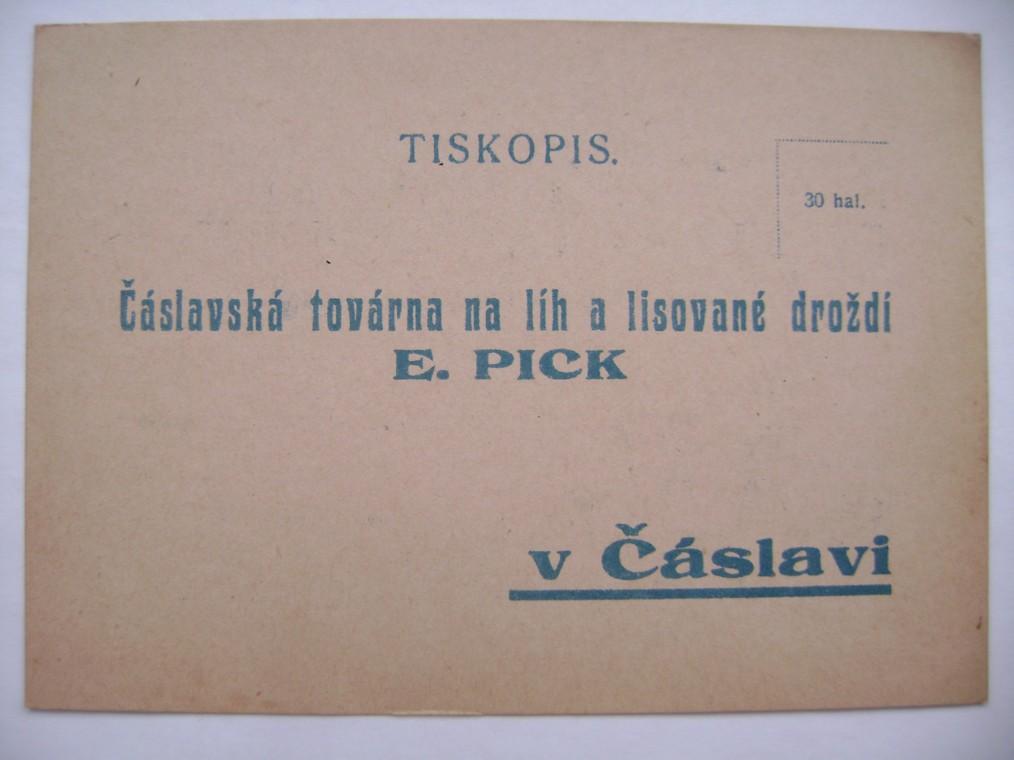 TISKOPIS.
30 hal.
Čáslavská továrna na líh a lisované droždí
E. PICK
v Čáslavi